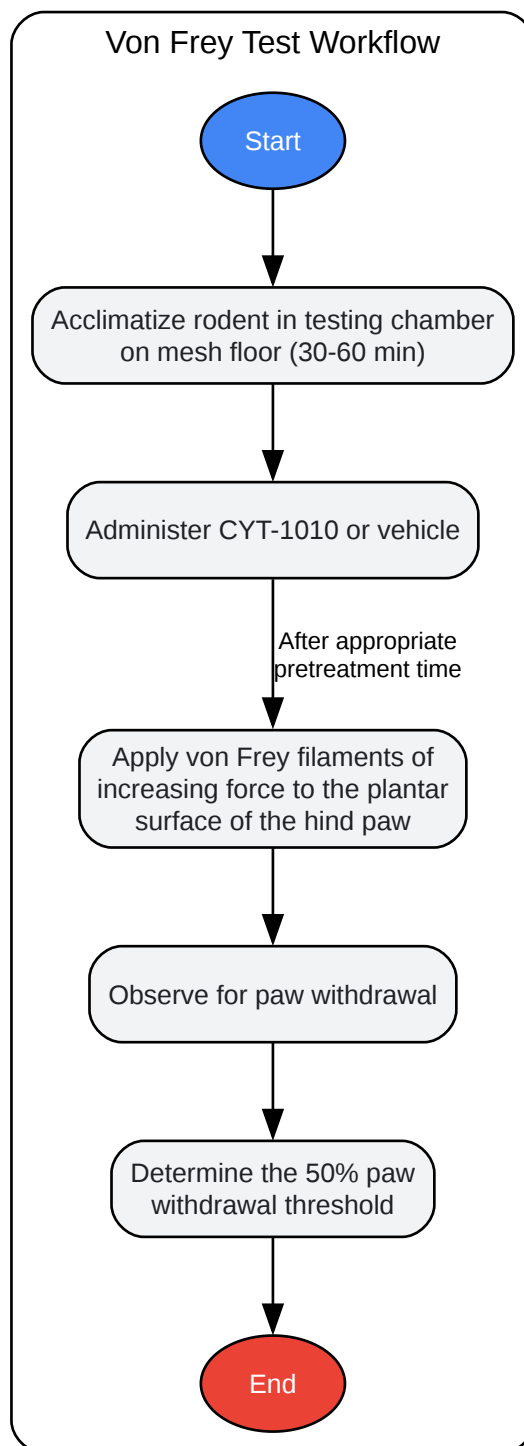 Von Frey Test Workflow
Start
Acclimatize rodent in testing chamber
on mesh floor (30-60 min)
Administer CYT-1010 or vehicle
After appropriate
pretreatment time
Apply von Frey filaments of
increasing force to the plantar
surface of the hind paw
Observe for paw withdrawal
Determine the 50% paw
withdrawal threshold
End